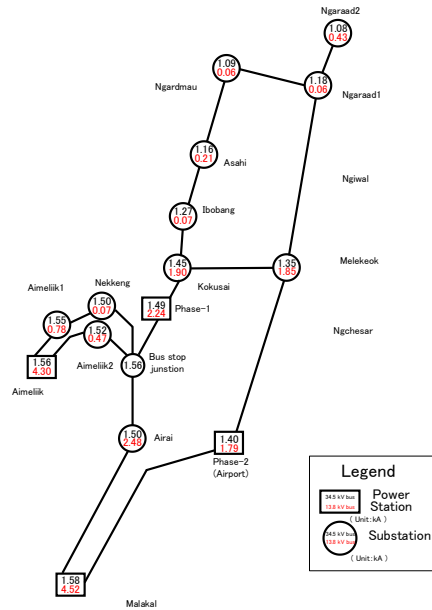 Ngaraad2
1.08
0.43
1.09
0.06
Ngardmau
1.18
0.06
Ngaraad1
1.16
0.21
Asahi
Ngiwal
1.27
0.07
Ibobang
1.45
1.90
Kokusai
1.35
1.85
Melekeok
Aimeliik1
Nekkeng
1.50
0.07
1.49
2.24
Phase-1
1.55
0.78
1.52
0.47
Ngchesar
1.56
4.30
Aimeliik
Aimeliik2
1.56
Bus stop
junstion
1.50
2.48
Airai
1.40
1.79
Phase-2
(Airport)
Legend
34.5 kV bus
13.8 kV bus
Power
Station
( Unit:kA )
34.5 kV bus
13.8 kV bus
Substation
( Unit:kA )
1.58
4.52
Malakal